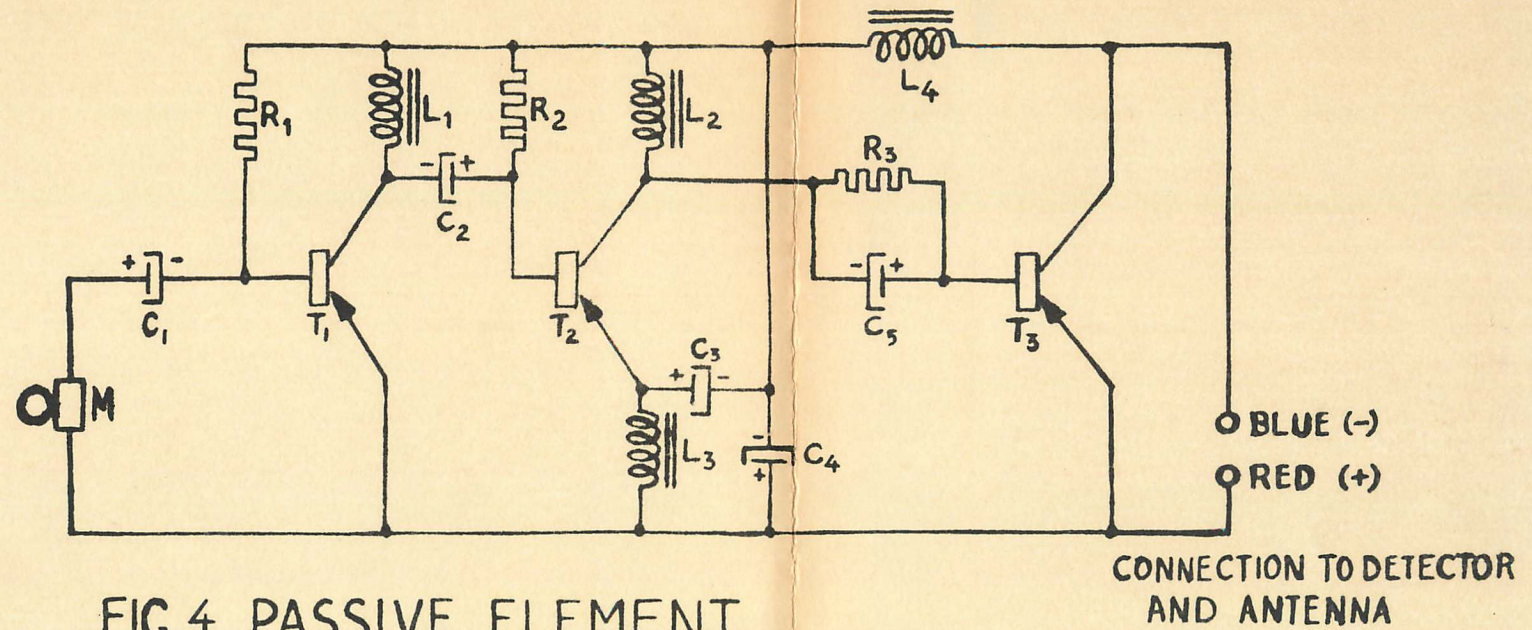 L₄
R₁
L₁
R₂
L₂
R₃
- +
C₂
+ -
C₁
T₁
T₂
- +
C₅
T₃
C₃
+ -
M
L₃
-
C₄
+
BLUE (-)
RED (+)
CONNECTION TO DETECTOR
AND ANTENNA
FIG 4 PASSIVE ELEMENT